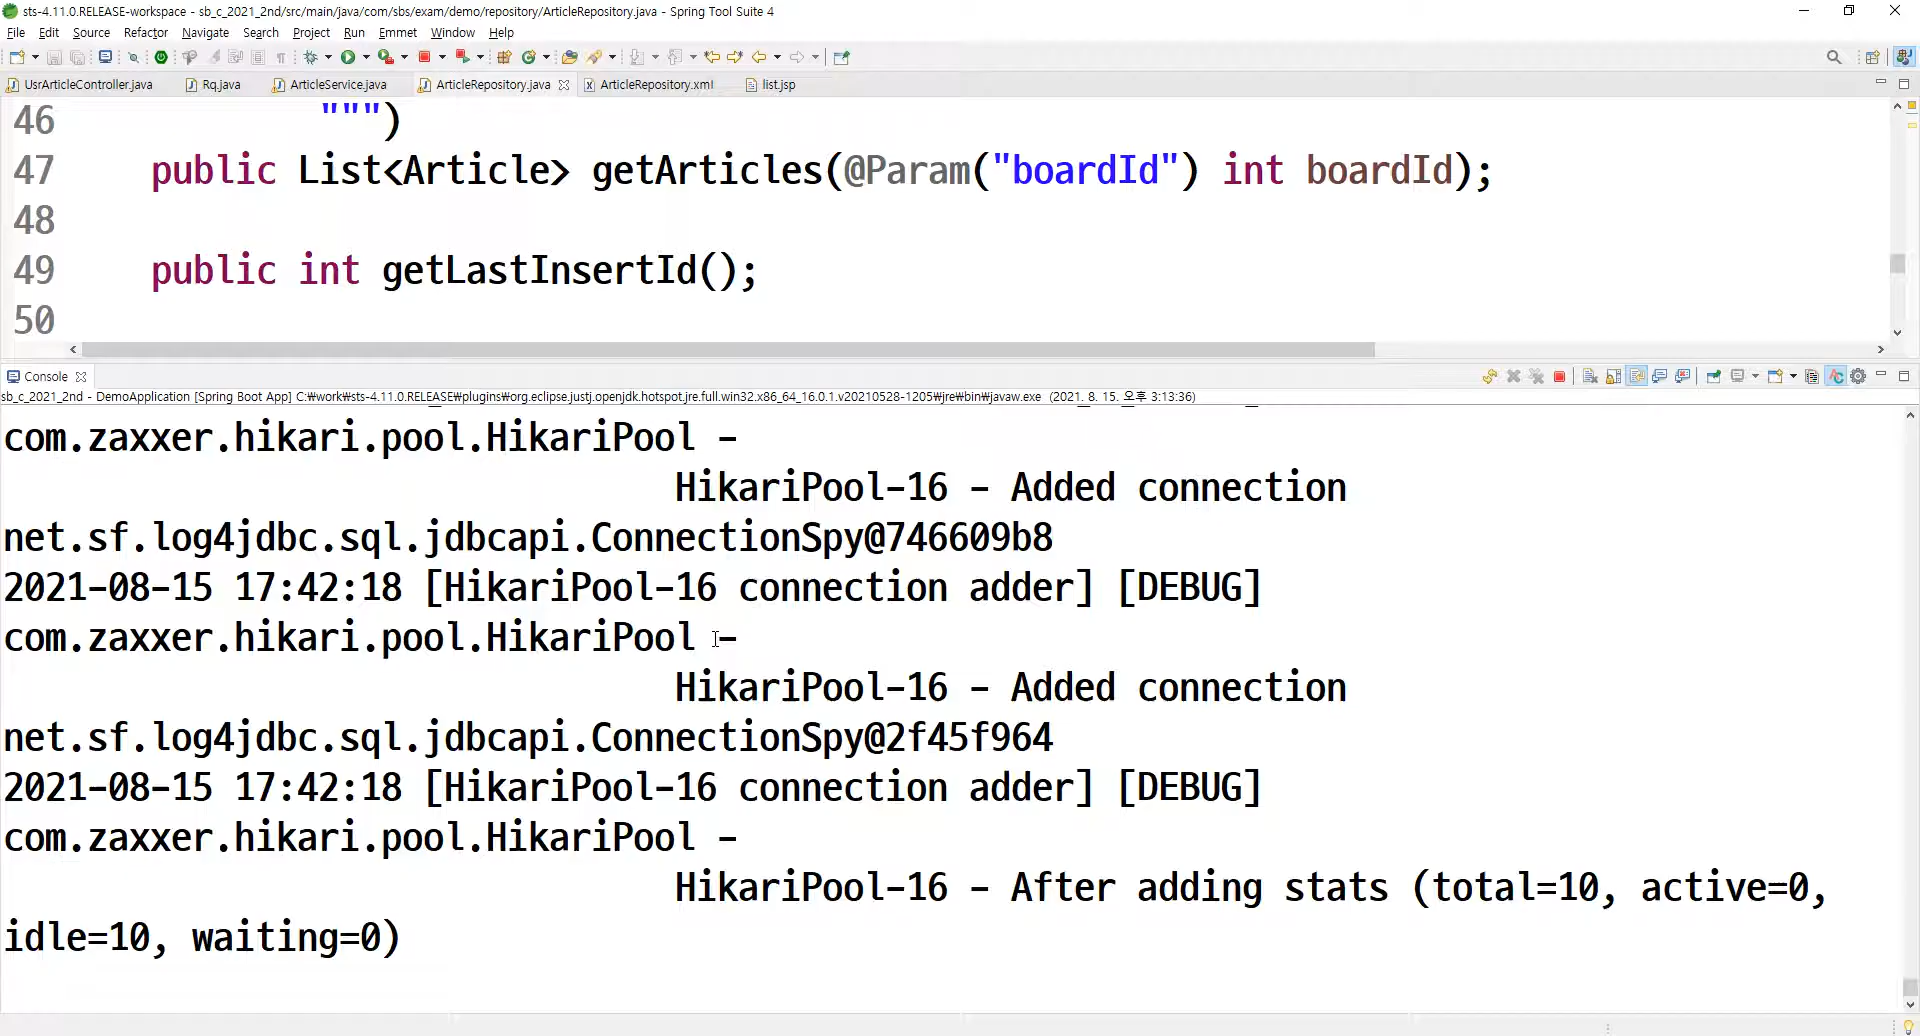 sts-4.11.0.RELEASE-workspace - sb_c_2021_2nd/src/main/java/com/sbs/exam/demo/repository/ArticleRepository.java - Spring Tool Suite 4
File Edit Source Refactor Navigate Search Project Run Emmet Window Help
UsrArticleController.java Rq.java ArticleService.java ArticleRepository.java ArticleRepository.xml list.jsp
46 """)
47 public List<Article> getArticles(@Param("boardId") int boardId);
48
49 public int getLastInsertId();
50
Console
sb_c_2021_2nd - DemoApplication [Spring Boot App] C:￦work￦sts-4.11.0.RELEASE￦plugins￦org.eclipse.justj.openjdk.hotspot.jre.full.win32.x86_64_16.0.1.v20210528-1205￦jre￦bin￦javaw.exe (2021. 8. 15. 오후 3:13:36)
com.zaxxer.hikari.pool.HikariPool -
HikariPool-16 - Added connection
net.sf.log4jdbc.sql.jdbcapi.ConnectionSpy@746609b8
2021-08-15 17:42:18 [HikariPool-16 connection adder] [DEBUG]
com.zaxxer.hikari.pool.HikariPool -
HikariPool-16 - Added connection
net.sf.log4jdbc.sql.jdbcapi.ConnectionSpy@2f45f964
2021-08-15 17:42:18 [HikariPool-16 connection adder] [DEBUG]
com.zaxxer.hikari.pool.HikariPool -
HikariPool-16 - After adding stats (total=10, active=0,
idle=10, waiting=0)